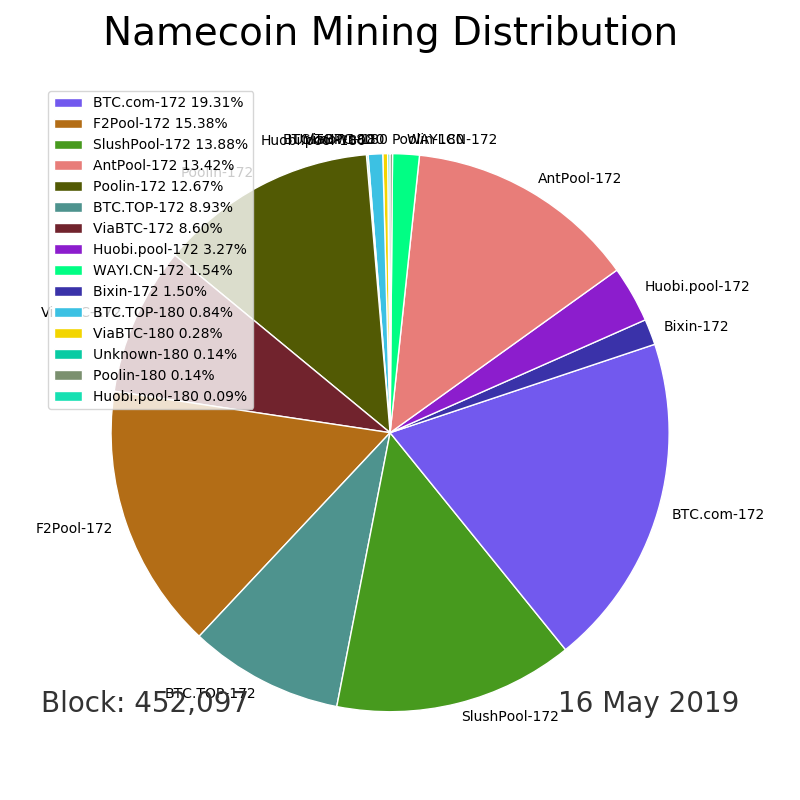 Namecoin Mining Distribution
BTC.com-172 19.31%
F2Pool-172 15.38%
SlushPool-172 13.88%
AntPool-172 13.42%
Poolin-172 12.67%
BTC.TOP-172 8.93%
ViaBTC-172 8.60%
Huobi.pool-172 3.27%
WAYI.CN-172 1.54%
Bixin-172 1.50%
BTC.TOP-180 0.84%
ViaBTC-180 0.28%
Unknown-180 0.14%
Poolin-180 0.14%
Huobi.pool-180 0.09%
Poolin-180
WAYI.CN-172
Poolin-172
AntPool-172
Huobi.pool-172
Bixin-172
BTC.com-172
F2Pool-172
BTC.TOP-172
SlushPool-172
Block: 452,097
16 May 2019